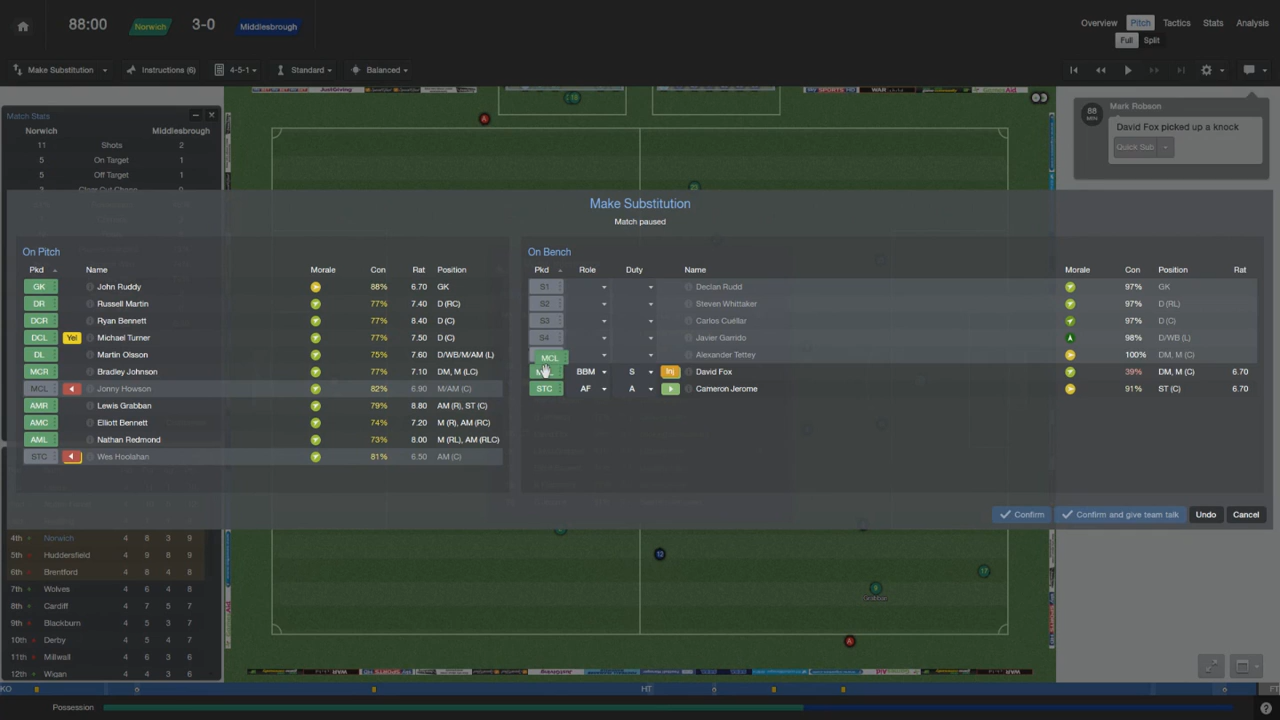 88:00 Norwich 3-0 Middlesbrough
Overview Pitch Tactics Stats Analysis
Full Split
Make Substitution Instructions (6) 4-5-1 Standard Balanced
Match Stats
Norwich Middlesbrough
11 Shots 2
5 On Target 1
5 Off Target 1
88 MIN
Mark Robson
David Fox picked up a knock
Quick Sub
Make Substitution
Match paused
On Pitch
Pkd Name Morale Con Rat Position
GK John Ruddy 88% 6.70 GK
DR Russell Martin 77% 7.40 D (RC)
DCR Ryan Bennett 77% 8.40 D (C)
DCL Yel Michael Turner 77% 7.50 D (C)
DL Martin Olsson 75% 7.60 D/WB/M/AM (L)
MCR Bradley Johnson 77% 7.10 DM, M (LC)
MCL Jonny Howson 82% 6.90 M/AM (C)
AMR Lewis Grabban 79% 8.80 AM (R), ST (C)
AMC Elliott Bennett 74% 7.20 M (R), AM (RC)
AML Nathan Redmond 73% 8.00 M (RL), AM (RLC)
STC Wes Hoolahan 81% 6.50 AM (C)
On Bench
Pkd Role Duty Name Morale Con Position Rat
S1 Declan Rudd 97% GK
S2 Steven Whittaker 97% D (RL)
S3 Carlos Cuellar 97% D (C)
S4 Javier Garrido 98% D/WB (L)
MCL Alexander Tettey 100% DM, M (C)
BBM S Inj David Fox 39% DM, M (C) 6.70
STC AF A Cameron Jerome 91% ST (C) 6.70
Confirm Confirm and give team talk Undo Cancel
4th Norwich 4 8 3 9
5th Huddersfield 4 9 8 9
6th Brentford 4 8 4 8
7th Wolves 4 6 3 8
8th Cardiff 4 7 5 7
9th Blackburn 4 5 4 7
10th Derby 4 5 4 7
11th Millwall 4 6 3 6
12th Wigan 4 4 3 6
KO HT FT
Possession